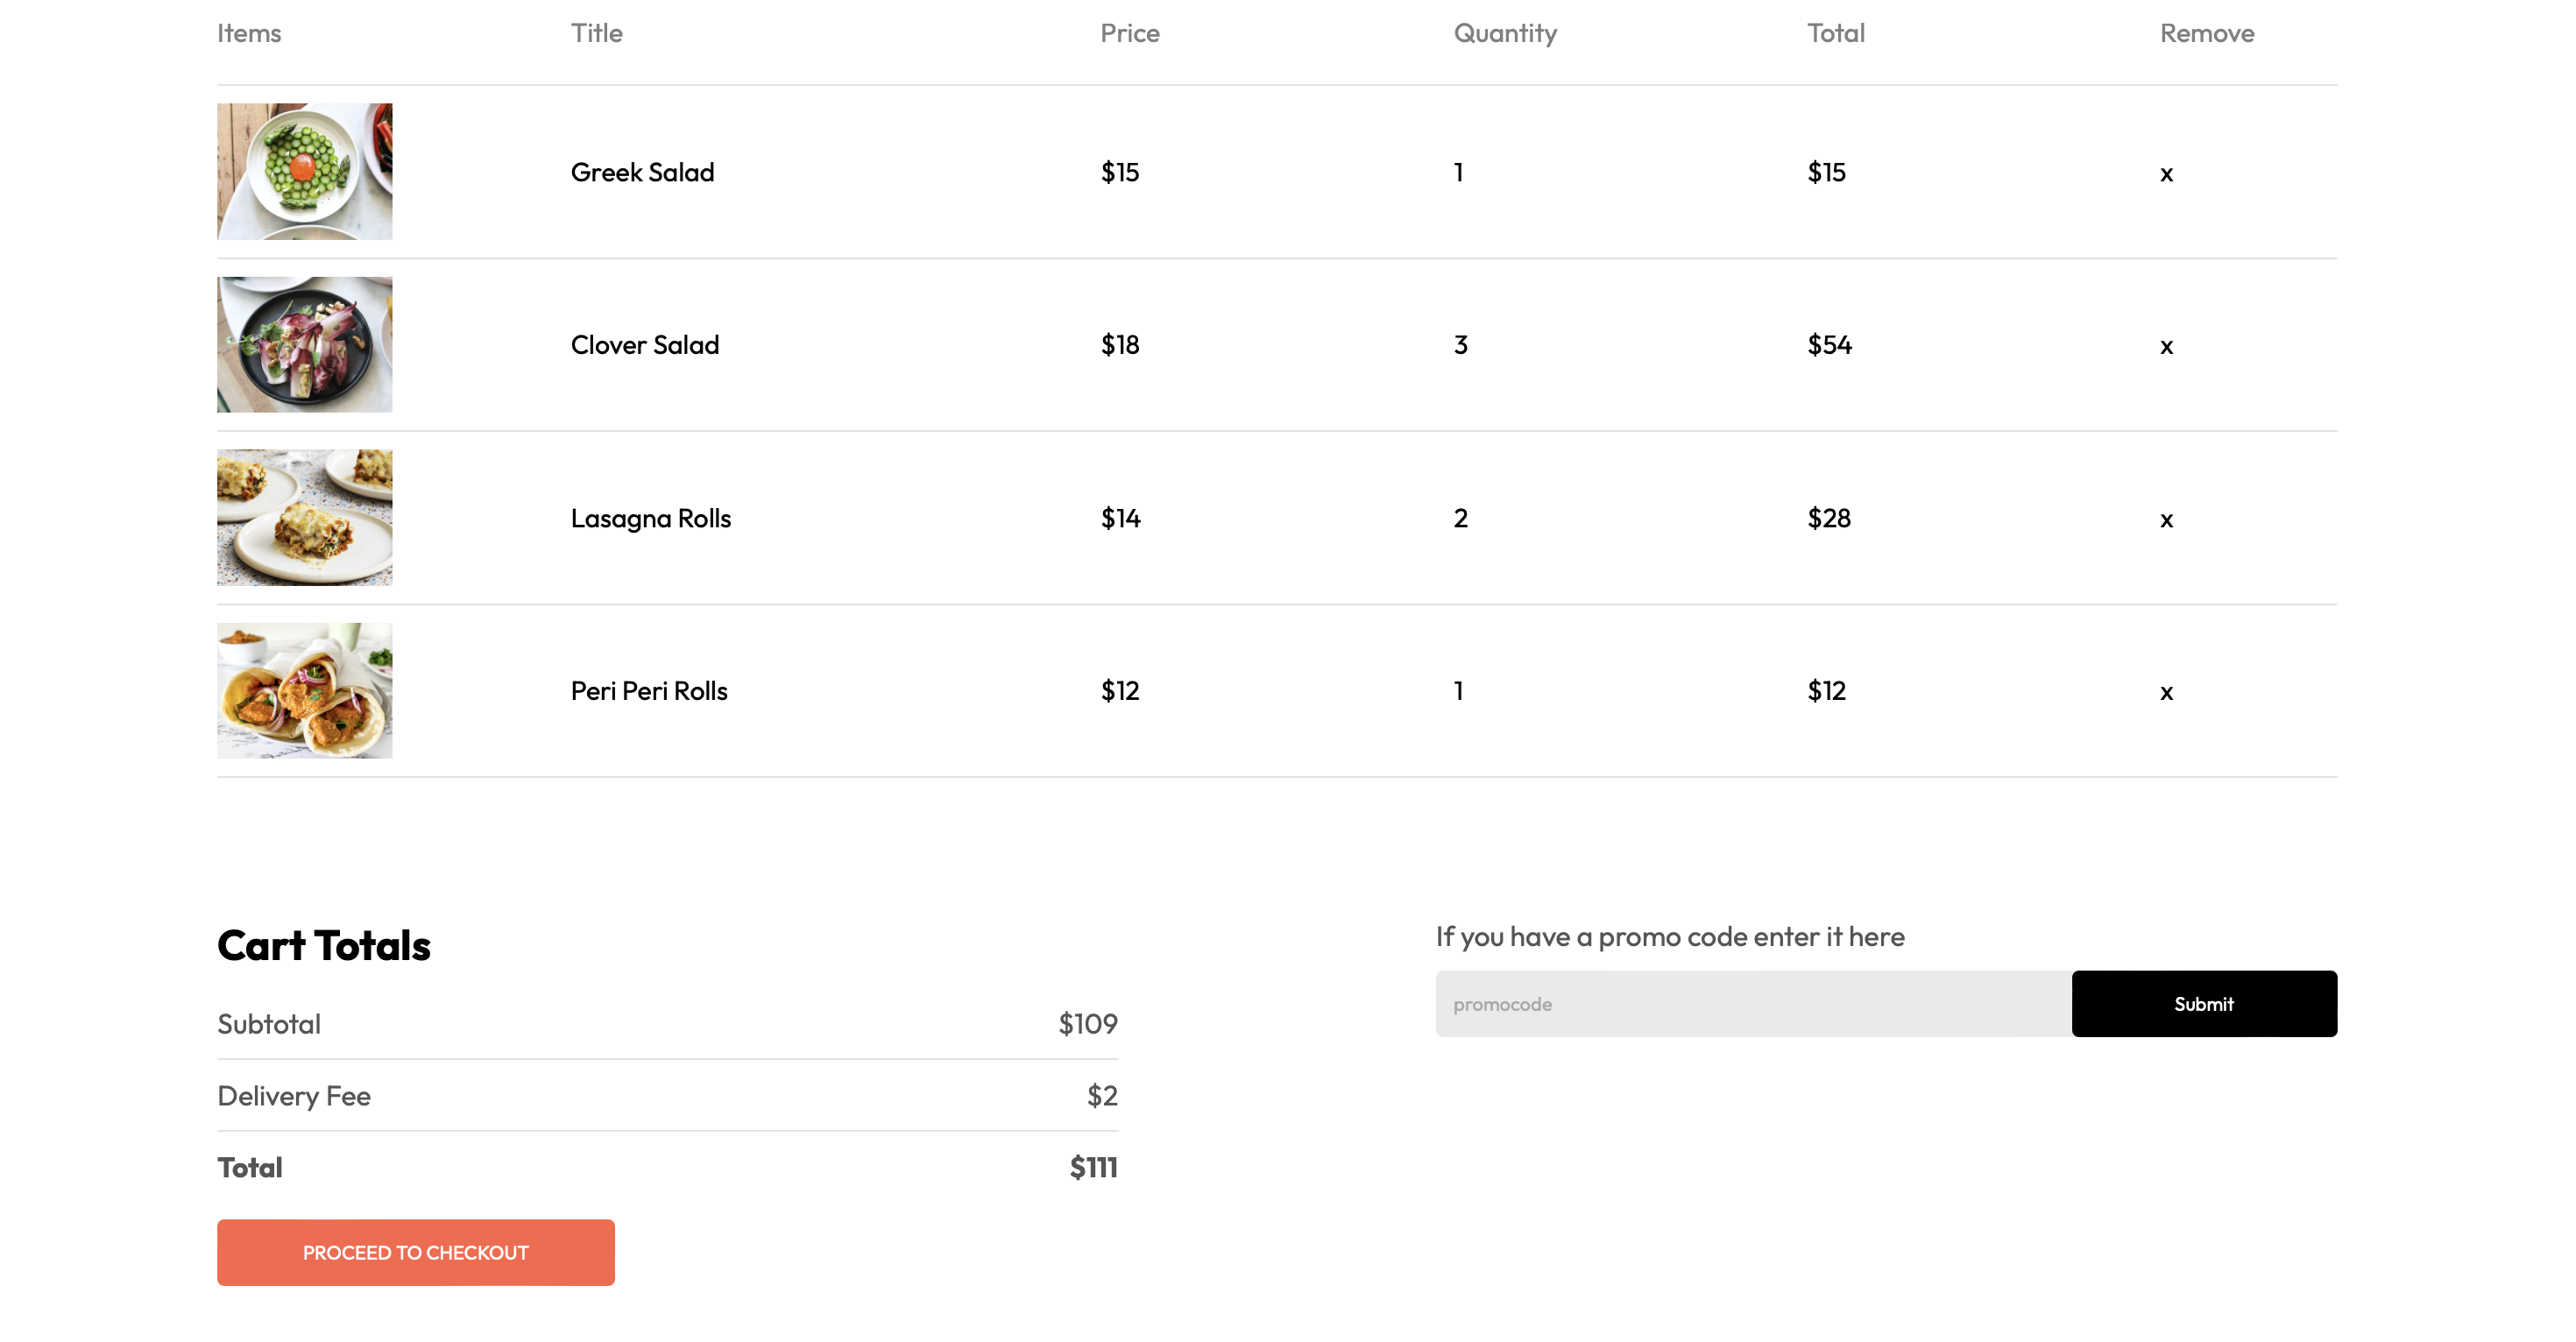 Items Title Price Quantity Total Remove
Greek Salad $15 1 $15 x
Clover Salad $18 3 $54 x
Lasagna Rolls $14 2 $28 x
Peri Peri Rolls $12 1 $12 x
Cart Totals
Subtotal $109
Delivery Fee $2
Total $111
PROCEED TO CHECKOUT
If you have a promo code enter it here
promocode Submit